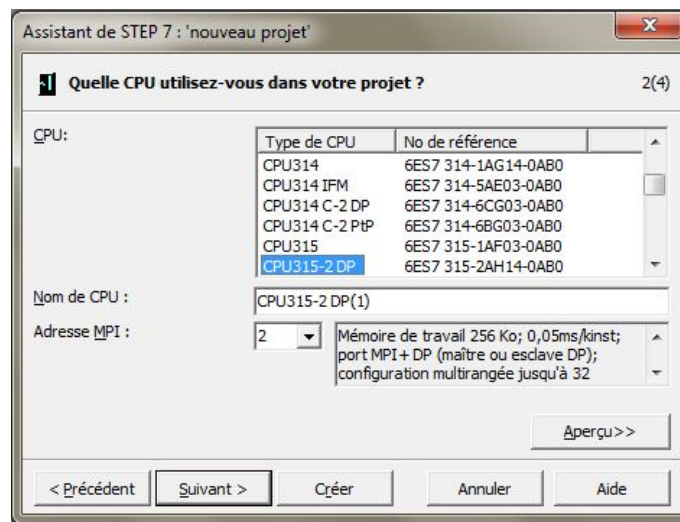 Assistant de STEP 7 : 'nouveau projet'
Quelle CPU utilisez-vous dans votre projet ? 2(4)
CPU:
Type de CPU No de référence
CPU314 6ES7 314-1AG14-0AB0
CPU314 IFM 6ES7 314-5AE03-0AB0
CPU314 C-2 DP 6ES7 314-6CG03-0AB0
CPU314 C-2 PtP 6ES7 314-6BG03-0AB0
CPU315 6ES7 315-1AF03-0AB0
CPU315-2 DP 6ES7 315-2AH14-0AB0
Nom de CPU : CPU315-2 DP(1)
Adresse MPI : 2 Mémoire de travail 256 Ko; 0,05ms/kinst;
port MPI+ DP (maître ou esclave DP);
configuration multirangée jusqu'à 32
Aperçu>>
< Précédent Suivant > Créer Annuler Aide